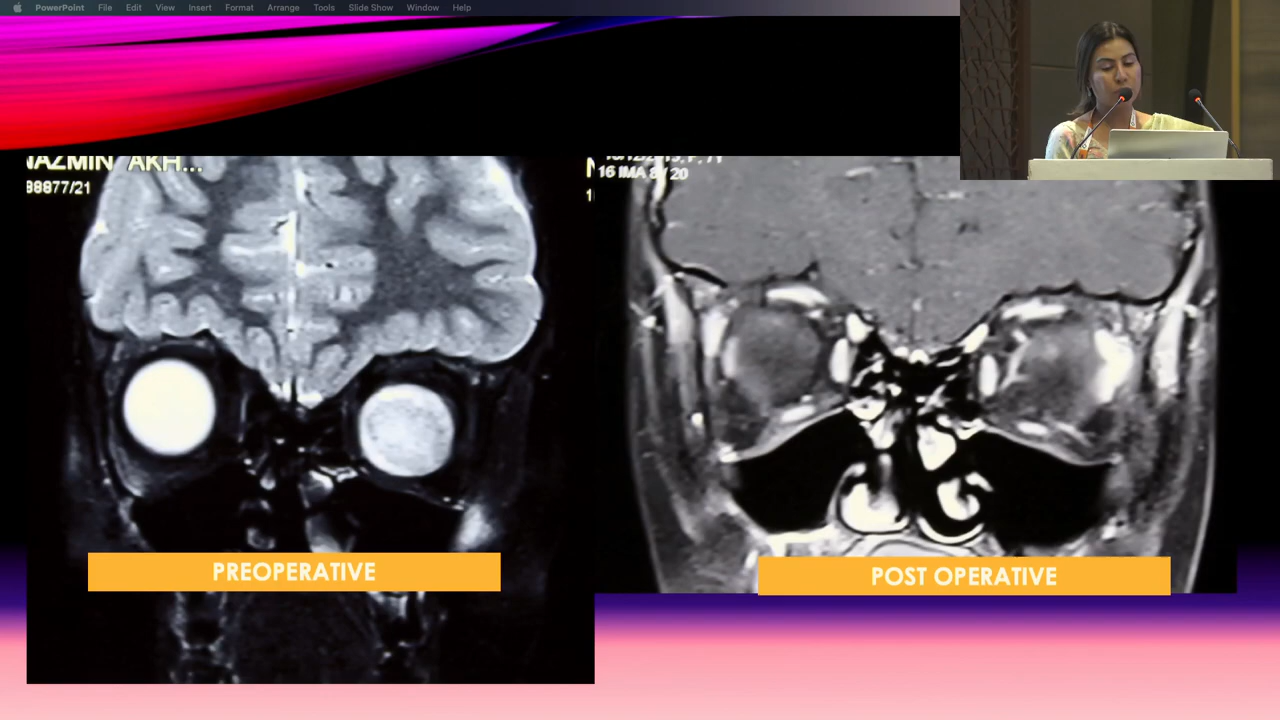 PowerPoint File Edit View Insert Format Arrange Tools Slide Show Window Help
NAZMIN AKH...
98877/21
16 IMA 8 / 20
PREOPERATIVE
POST OPERATIVE